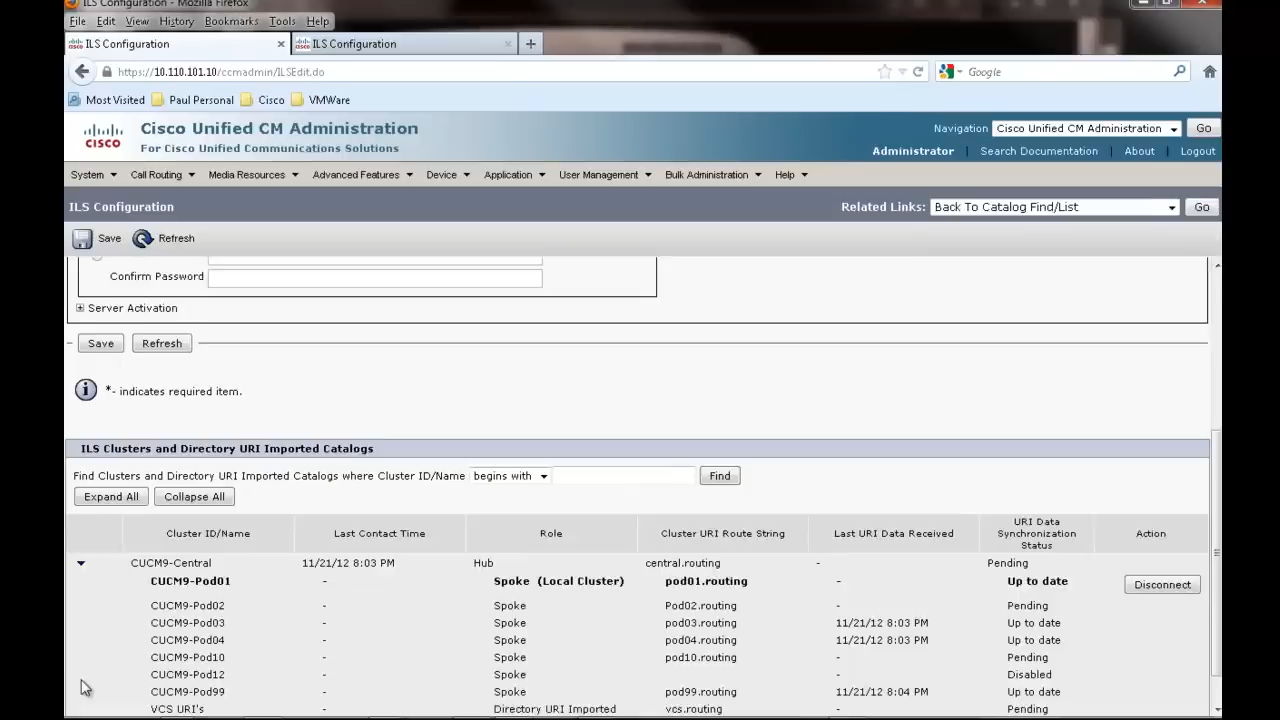 ILS Configuration - Mozilla Firefox
File Edit View History Bookmarks Tools Help
ILS Configuration × ILS Configuration × +
https://10.110.101.10/ccmadmin/ILSEdit.do Google
Most Visited Paul Personal Cisco VMWare
Cisco Unified CM Administration Navigation Cisco Unified CM Administration Go
CISCO For Cisco Unified Communications Solutions
Administrator | Search Documentation | About | Logout
System Call Routing Media Resources Advanced Features Device Application User Management Bulk Administration Help
ILS Configuration Related Links: Back To Catalog Find/List Go
Save Refresh
Confirm Password
Server Activation
Save Refresh
*- indicates required item.
ILS Clusters and Directory URI Imported Catalogs
Find Clusters and Directory URI Imported Catalogs where Cluster ID/Name begins with Find
Expand All Collapse All
Cluster ID/Name Last Contact Time Role Cluster URI Route String Last URI Data Received URI Data Synchronization Status Action
CUCM9-Central 11/21/12 8:03 PM Hub central.routing - Pending
CUCM9-Pod01 - Spoke (Local Cluster) pod01.routing - Up to date Disconnect
CUCM9-Pod02 - Spoke Pod02.routing - Pending
CUCM9-Pod03 - Spoke pod03.routing 11/21/12 8:03 PM Up to date
CUCM9-Pod04 - Spoke pod04.routing 11/21/12 8:03 PM Up to date
CUCM9-Pod10 - Spoke pod10.routing - Pending
CUCM9-Pod12 - Spoke - Disabled
CUCM9-Pod99 - Spoke pod99.routing 11/21/12 8:04 PM Up to date
VCS URI's - Directory URI Imported vcs.routing - Pending